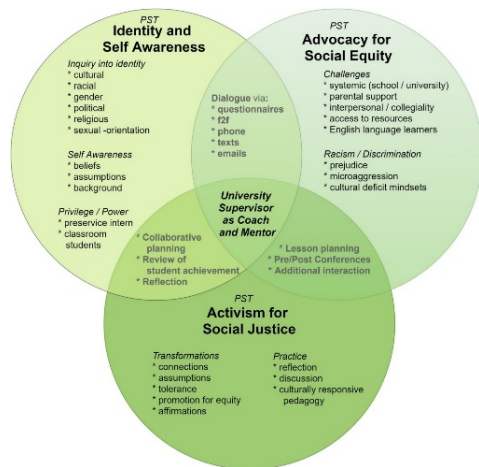 PST
Identity and
Self Awareness
Inquiry into identity
* cultural
* racial
* gender
* political
* religious
* sexual -orientation
Self Awareness
* beliefs
* assumptions
* background
Privilege / Power
* preservice intern
* classroom
students
PST
Advocacy for
Social Equity
Challenges
* systemic (school / university)
* parental support
* interpersonal / collegiality
* access to resources
* English language learners
Racism / Discrimination
* prejudice
* microaggression
* cultural deficit mindsets
Dialogue via:
* questionnaires
* f2f
* phone
* texts
* emails
University
Supervisor
as Coach
and Mentor
* Collaborative
planning
* Review of
student achievement
* Reflection
* Lesson planning
* Pre/Post Conferences
* Additional interaction
PST
Activism for
Social Justice
Transformations
* connections
* assumptions
* tolerance
* promotion for equity
* affirmations
Practice
* reflection
* discussion
* culturally responsive
pedagogy